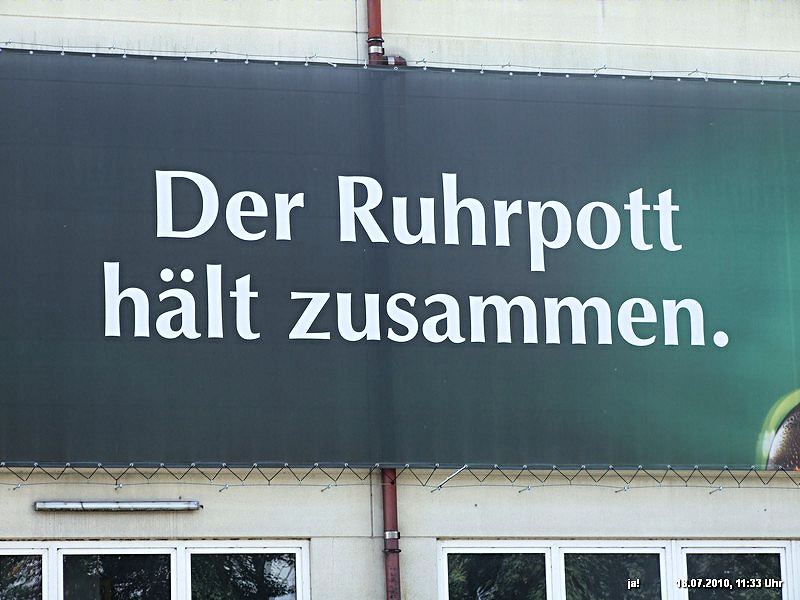 Der Ruhrpott
hält zusammen.
ja! 18.07.2010, 11:33 Uhr